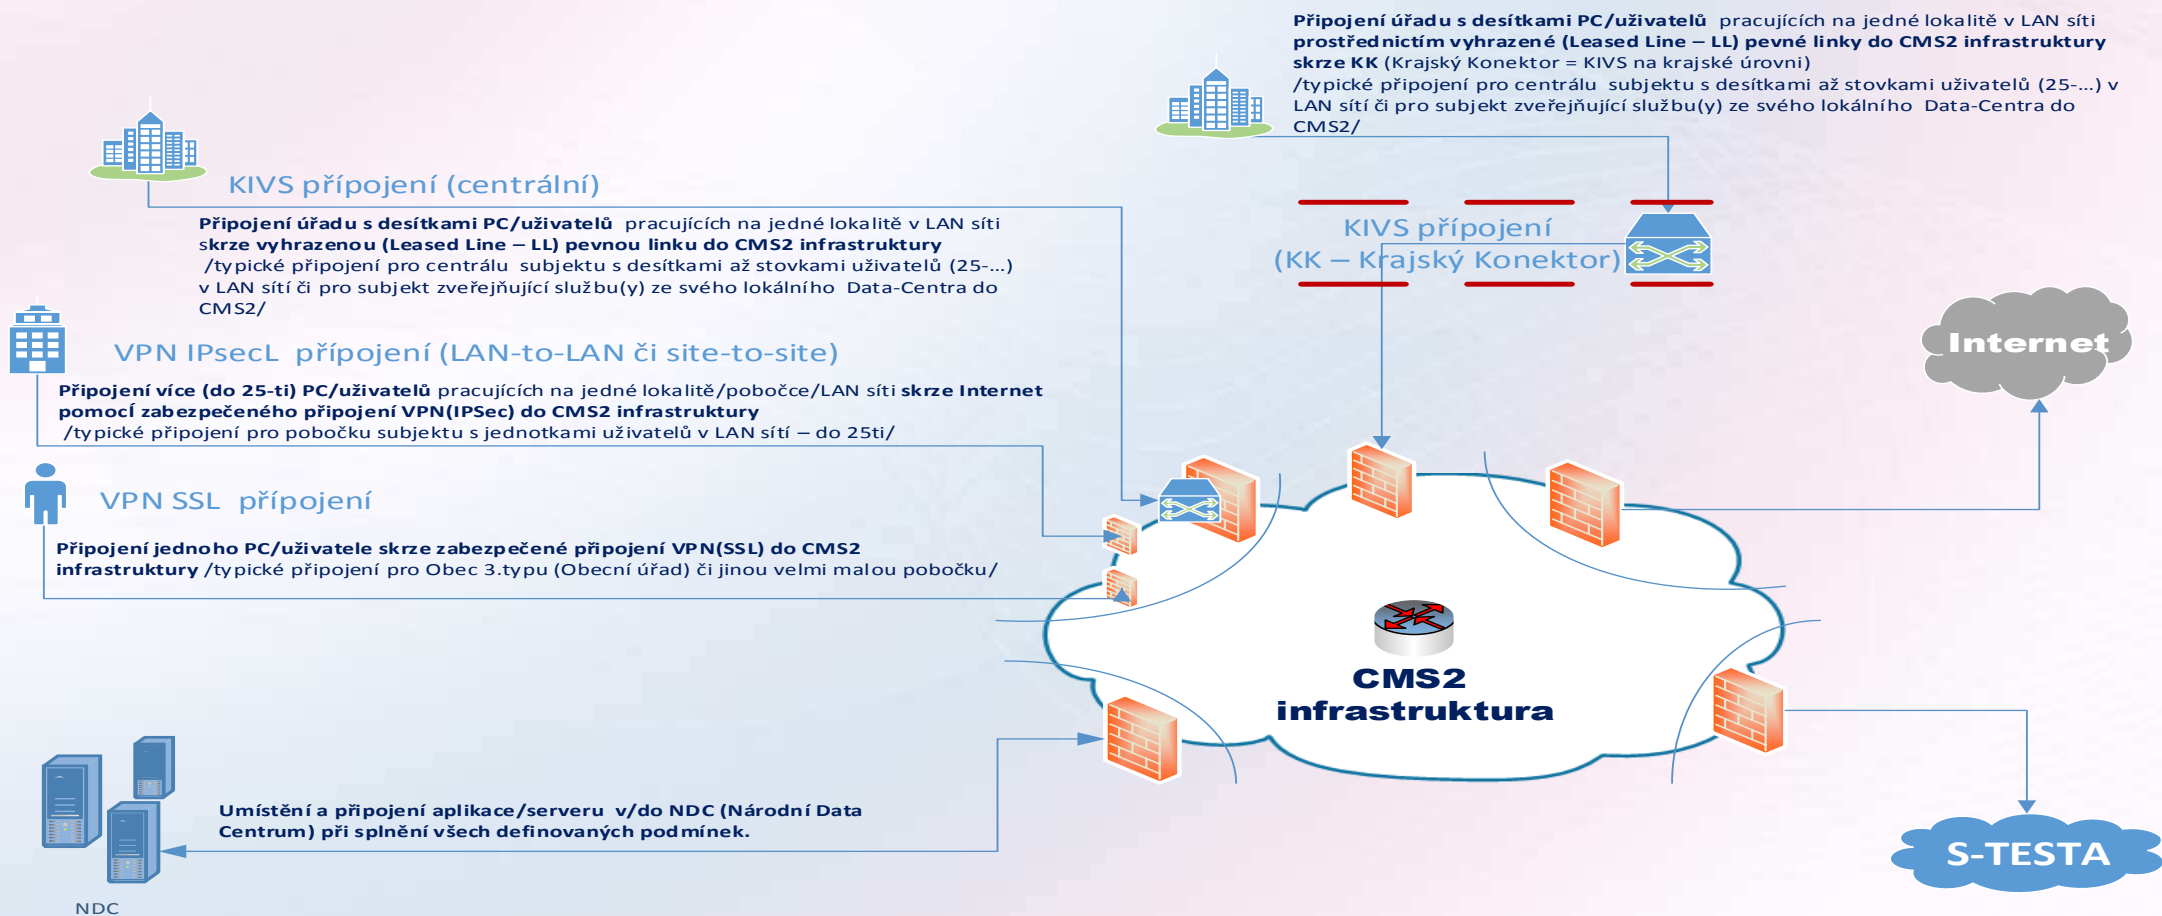 Připojení úřadu s desítkami PC/uživatelů pracujících na jedné lokalitě v LAN síti
prostřednictím vyhrazené (Leased Line – LL) pevné linky do CMS2 infrastruktury
skrze KK (Krajský Konektor = KIVS na krajské úrovni)
/typické připojení pro centrálu subjektu s desítkami až stovkami uživatelů (25-...) v
LAN sítí či pro subjekt zveřejňující službu(y) ze svého lokálního Data-Centra do
CMS2/
KIVS přípojení (centrální)
Připojení úřadu s desítkami PC/uživatelů pracujících na jedné lokalitě v LAN síti
skrze vyhrazenou (Leased Line – LL) pevnou linku do CMS2 infrastruktury
/typické připojení pro centrálu subjektu s desítkami až stovkami uživatelů (25-...)
v LAN sítí či pro subjekt zveřejňující službu(y) ze svého lokálního Data-Centra do
CMS2/
KIVS přípojení
(KK – Krajský Konektor)
Internet
VPN IPsecL přípojení (LAN-to-LAN či site-to-site)
Připojení více (do 25-ti) PC/uživatelů pracujících na jedné lokalitě/pobočce/LAN síti skrze Internet
pomocÍ zabezpečeného připojení VPN(IPSec) do CMS2 infrastruktury
/typické připojení pro pobočku subjektu s jednotkami uživatelů v LAN sítí – do 25ti/
VPN SSL přípojení
Připojení jednoho PC/uživatele skrze zabezpečené připojení VPN(SSL) do CMS2
infrastruktury /typické připojení pro Obec 3.typu (Obecní úřad) či jinou velmi malou pobočku/
CMS2
infrastruktura
Umístění a připojení aplikace/serveru v/do NDC (Národní Data
Centrum) při splnění všech definovaných podmínek.
S-TESTA
NDC